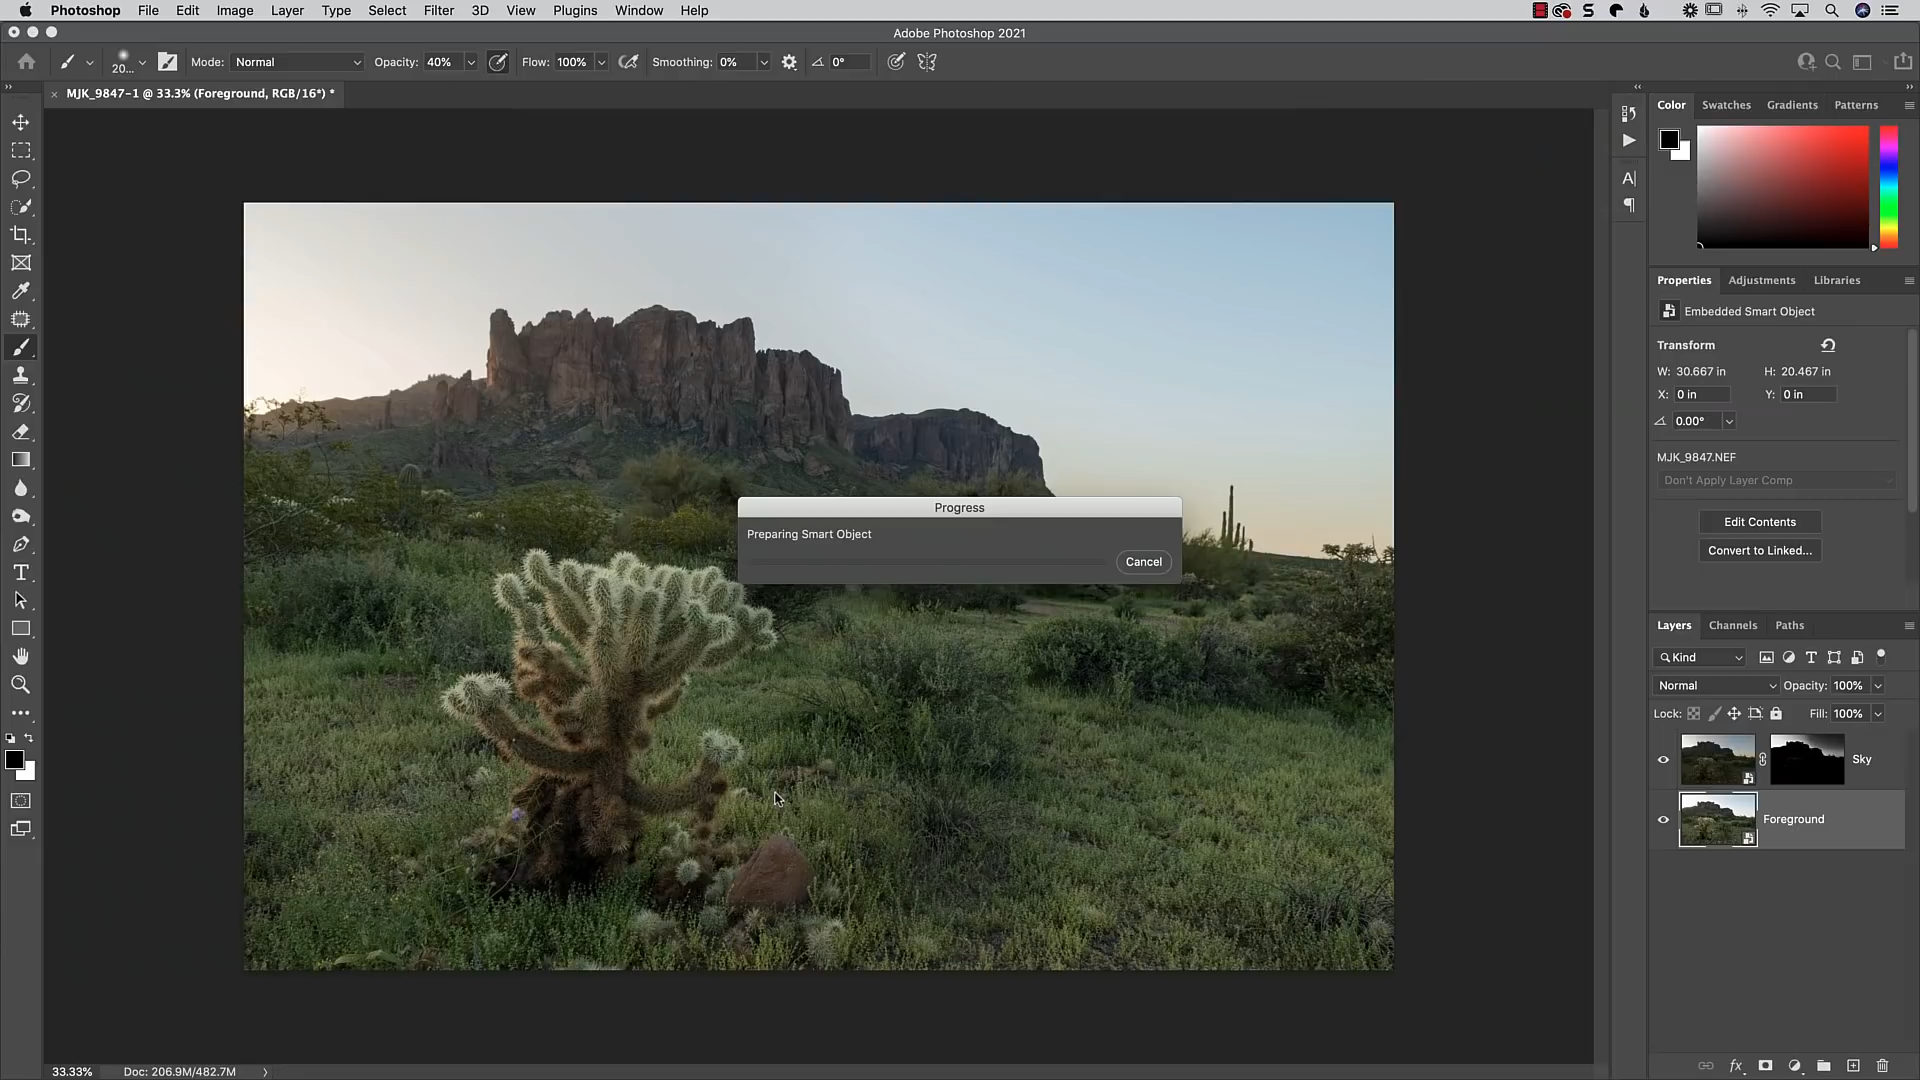 Photoshop File Edit Image Layer Type Select Filter 3D View Plugins Window Help
Adobe Photoshop 2021
20... Mode: Normal Opacity: 40% Flow: 100% Smoothing: 0% 0°
MJK_9847-1 @ 33.3% (Foreground, RGB/16*) *
Color Swatches Gradients Patterns
Properties Adjustments Libraries
Embedded Smart Object
Transform
W: 30.667 in H: 20.467 in
X: 0 in Y: 0 in
0.00°
MJK_9847.NEF
Don't Apply Layer Comp
Edit Contents
Convert to Linked...
Progress
Preparing Smart Object
Cancel
Layers Channels Paths
Kind
Normal Opacity: 100%
Lock: Fill: 100%
Sky
Foreground
33.33% Doc: 206.9M/482.7M